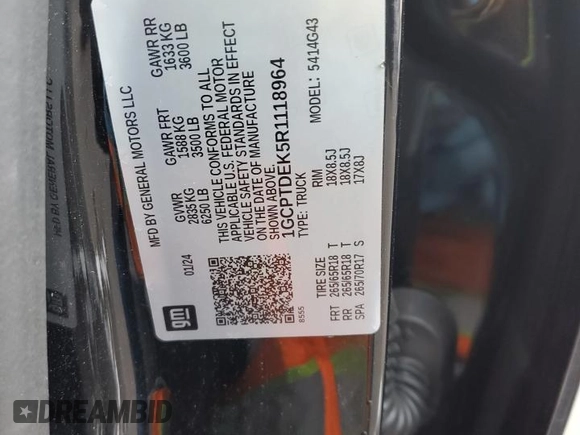 MFD BY GENERAL MOTORS LLC
01/24
GVWR GAWR FRT GAWR RR
2835 KG 1588 KG 1633 KG
6250 LB 3500 LB 3600 LB
THIS VEHICLE CONFORMS TO ALL
APPLICABLE U.S. FEDERAL MOTOR
VEHICLE SAFETY STANDARDS IN EFFECT
ON THE DATE OF MANUFACTURE
SHOWN ABOVE.
1GCPTDEK5R1118964
TYPE: TRUCK MODEL: 5414G43
gm
8555
TIRE SIZE RIM
FRT 265/65R18 T 18X8.5J
RR 265/65R18 T 18X8.5J
SPA 265/70R17 S 17X8J
DREAMBID